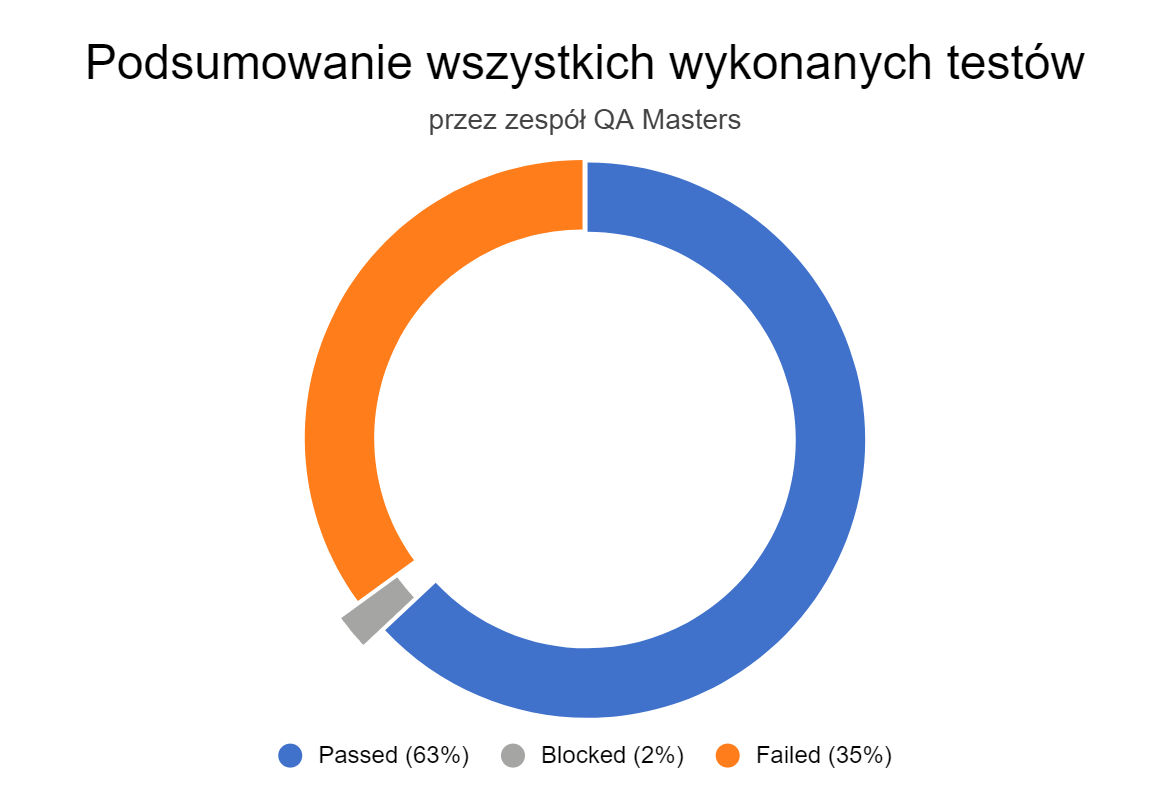 Podsumowanie wszystkich wykonanych testów
przez zespół QA Masters
Passed (63%) Blocked (2%) Failed (35%)